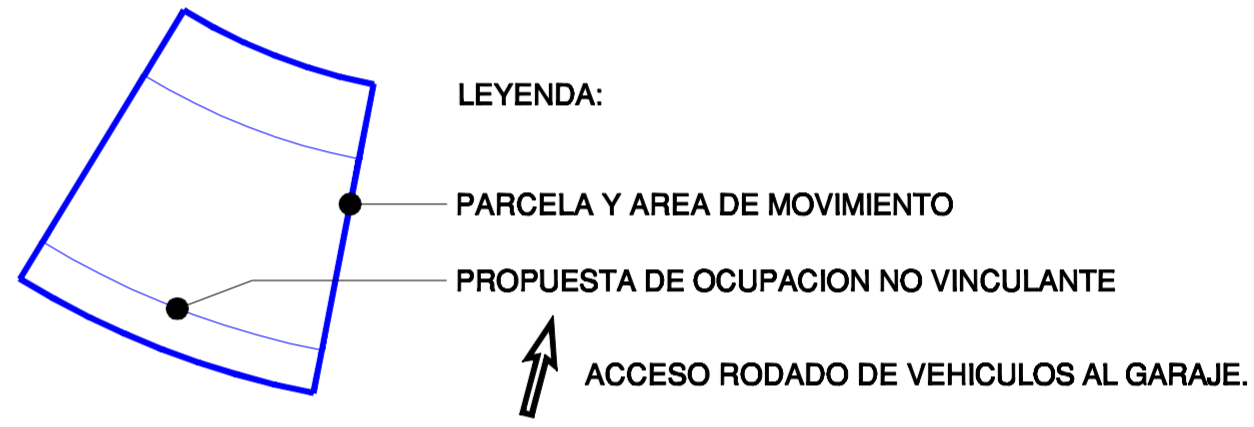 LEYENDA:
PARCELA Y AREA DE MOVIMIENTO
PROPUESTA DE OCUPACION NO VINCULANTE
ACCESO RODADO DE VEHICULOS AL GARAJE.